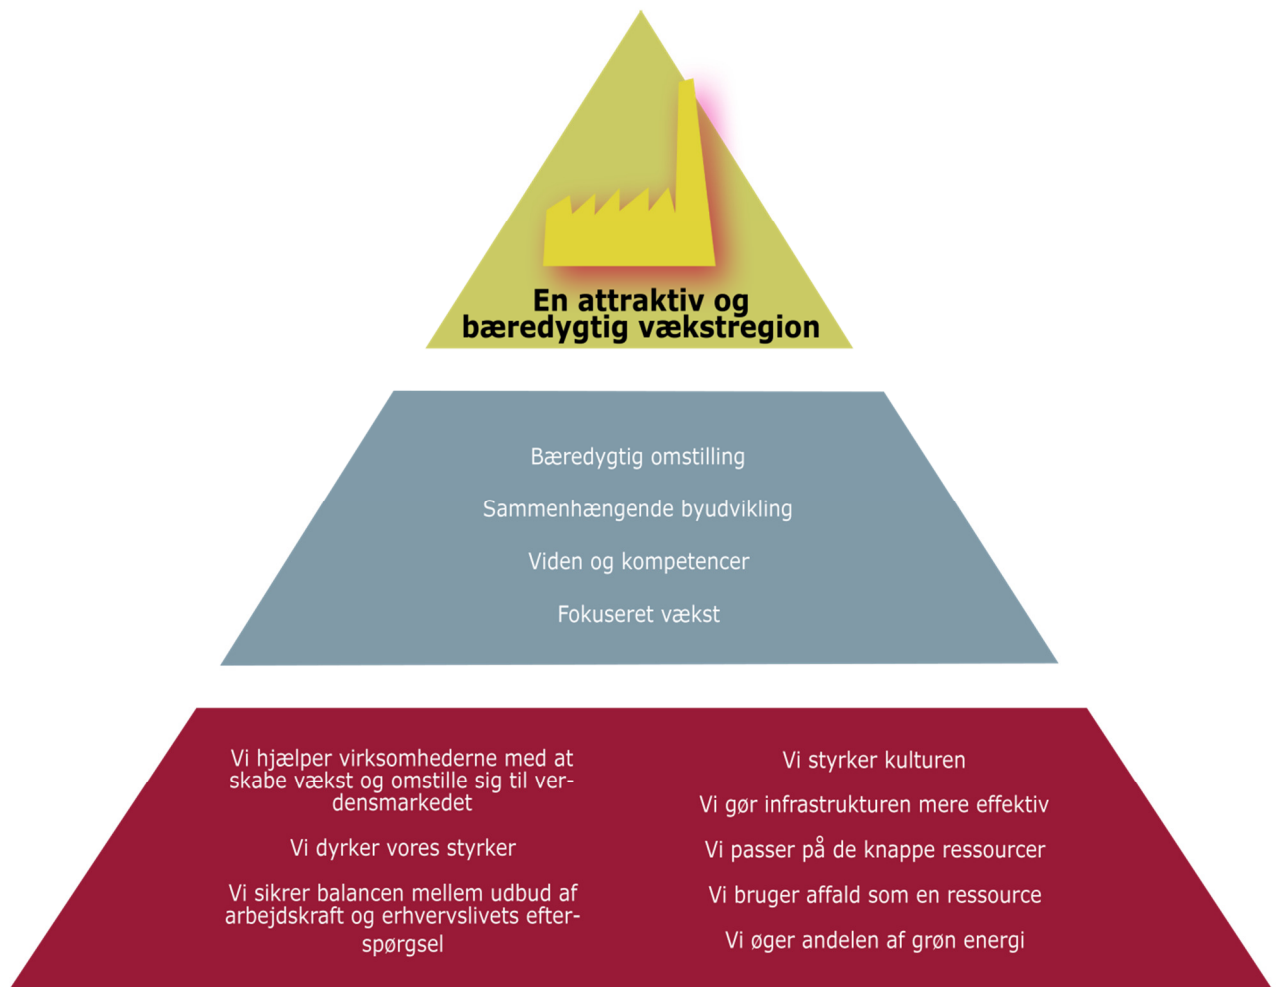 En attraktiv og
bæredygtig vækstregion
Bæredygtig omstilling
Sammenhængende byudvikling
Viden og kompetencer
Fokuseret vækst
Vi hjælper virksomhederne med at
skabe vækst og omstille sig til ver-
densmarkedet
Vi dyrker vores styrker
Vi sikrer balancen mellem udbud af
arbejdskraft og erhvervslivets efter-
spørgsel
Vi styrker kulturen
Vi gør infrastrukturen mere effektiv
Vi passer på de knappe ressourcer
Vi bruger affald som en ressource
Vi øger andelen af grøn energi